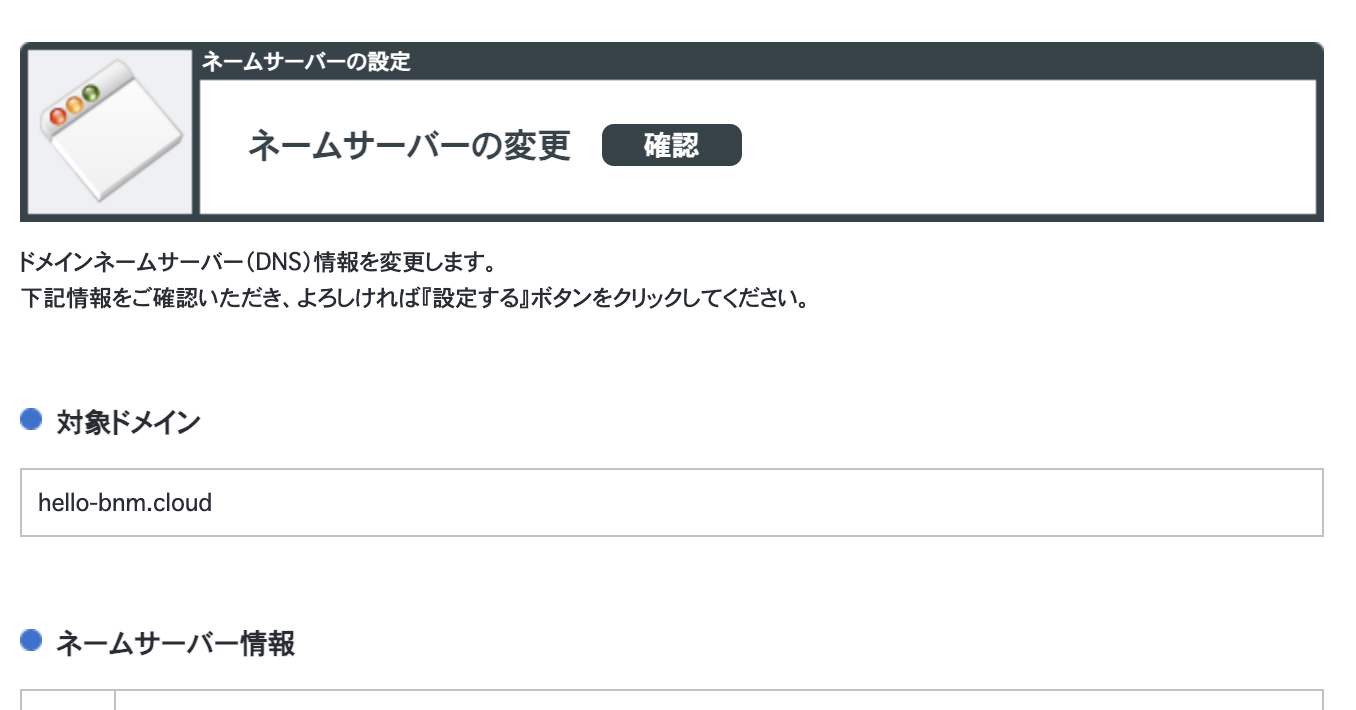 ネームサーバーの設定
ネームサーバーの変更 確認
ドメインネームサーバー(DNS)情報を変更します。
下記情報をご確認いただき、よろしければ『設定する』ボタンをクリックしてください。
対象ドメイン
hello-bnm.cloud
ネームサーバー情報